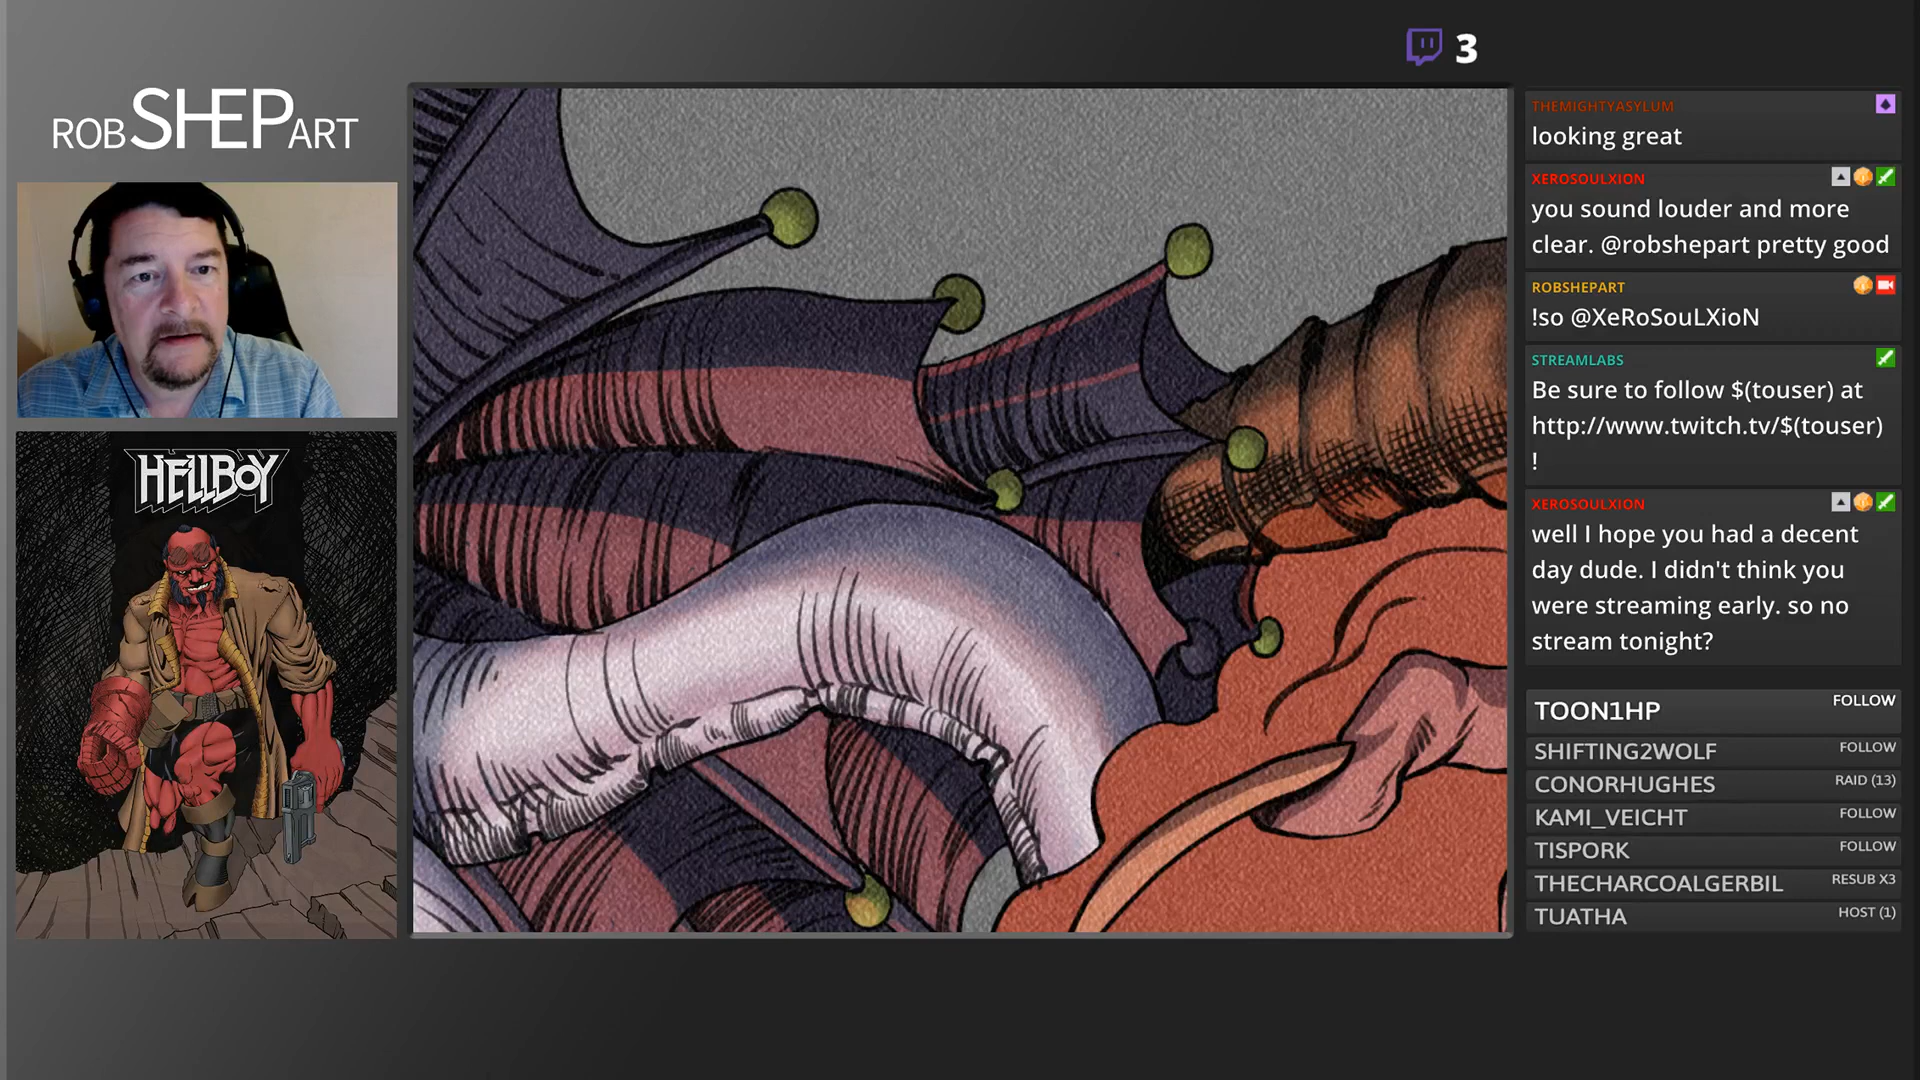 3
ROBSHEPART
HELLBOY
THEMIGHTYASYLUM
looking great
XEROSOULXION
you sound louder and more
clear. @robshepart pretty good
ROBSHEPART
!so @XeRoSouLXioN
STREAMLABS
Be sure to follow $(touser) at
http://www.twitch.tv/$(touser)
!
XEROSOULXION
well I hope you had a decent
day dude. I didn't think you
were streaming early. so no
stream tonight?
TOON1HP FOLLOW
SHIFTING2WOLF FOLLOW
CONORHUGHES RAID (13)
KAMI_VEICHT FOLLOW
TISPORK FOLLOW
THECHARCOALGERBIL RESUB X3
TUATHA HOST (1)